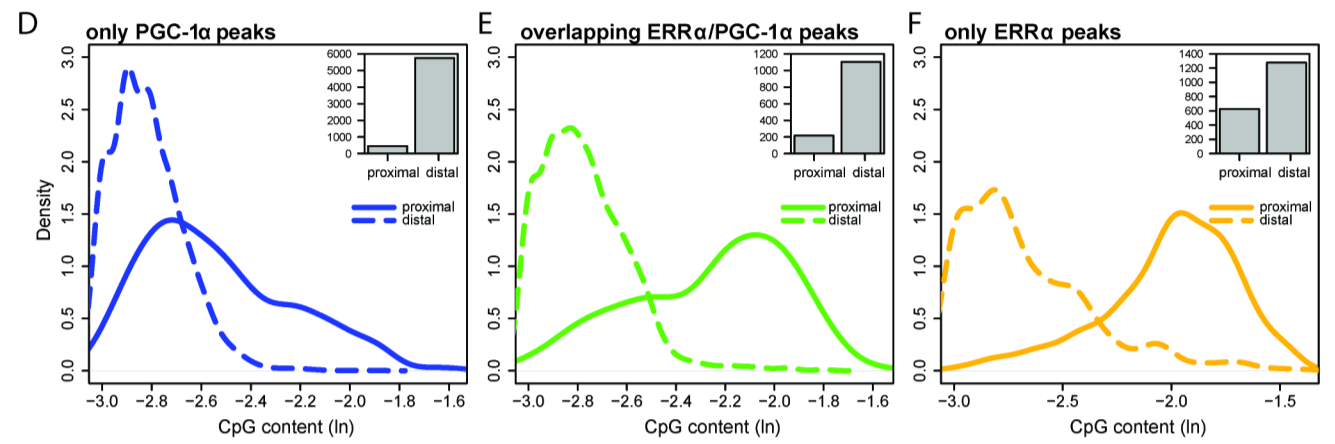 D only PGC-1α peaks
Density
3.0
2.5
2.0
1.5
1.0
0.5
0.0
6000
5000
4000
3000
2000
1000
0
proximal distal
proximal
distal
−3.0 −2.8 −2.6 −2.4 −2.2 −2.0 −1.8 −1.6
CpG content (ln)
E overlapping ERRα/PGC-1α peaks
3.0
2.5
2.0
1.5
1.0
0.5
0.0
1200
1000
800
600
400
200
0
proximal distal
proximal
distal
−3.0 −2.8 −2.6 −2.4 −2.2 −2.0 −1.8 −1.6
CpG content (ln)
F only ERRα peaks
3.0
2.5
2.0
1.5
1.0
0.5
0.0
1400
1200
1000
800
600
400
200
0
proximal distal
proximal
distal
−3.0 −2.5 −2.0 −1.5
CpG content (ln)